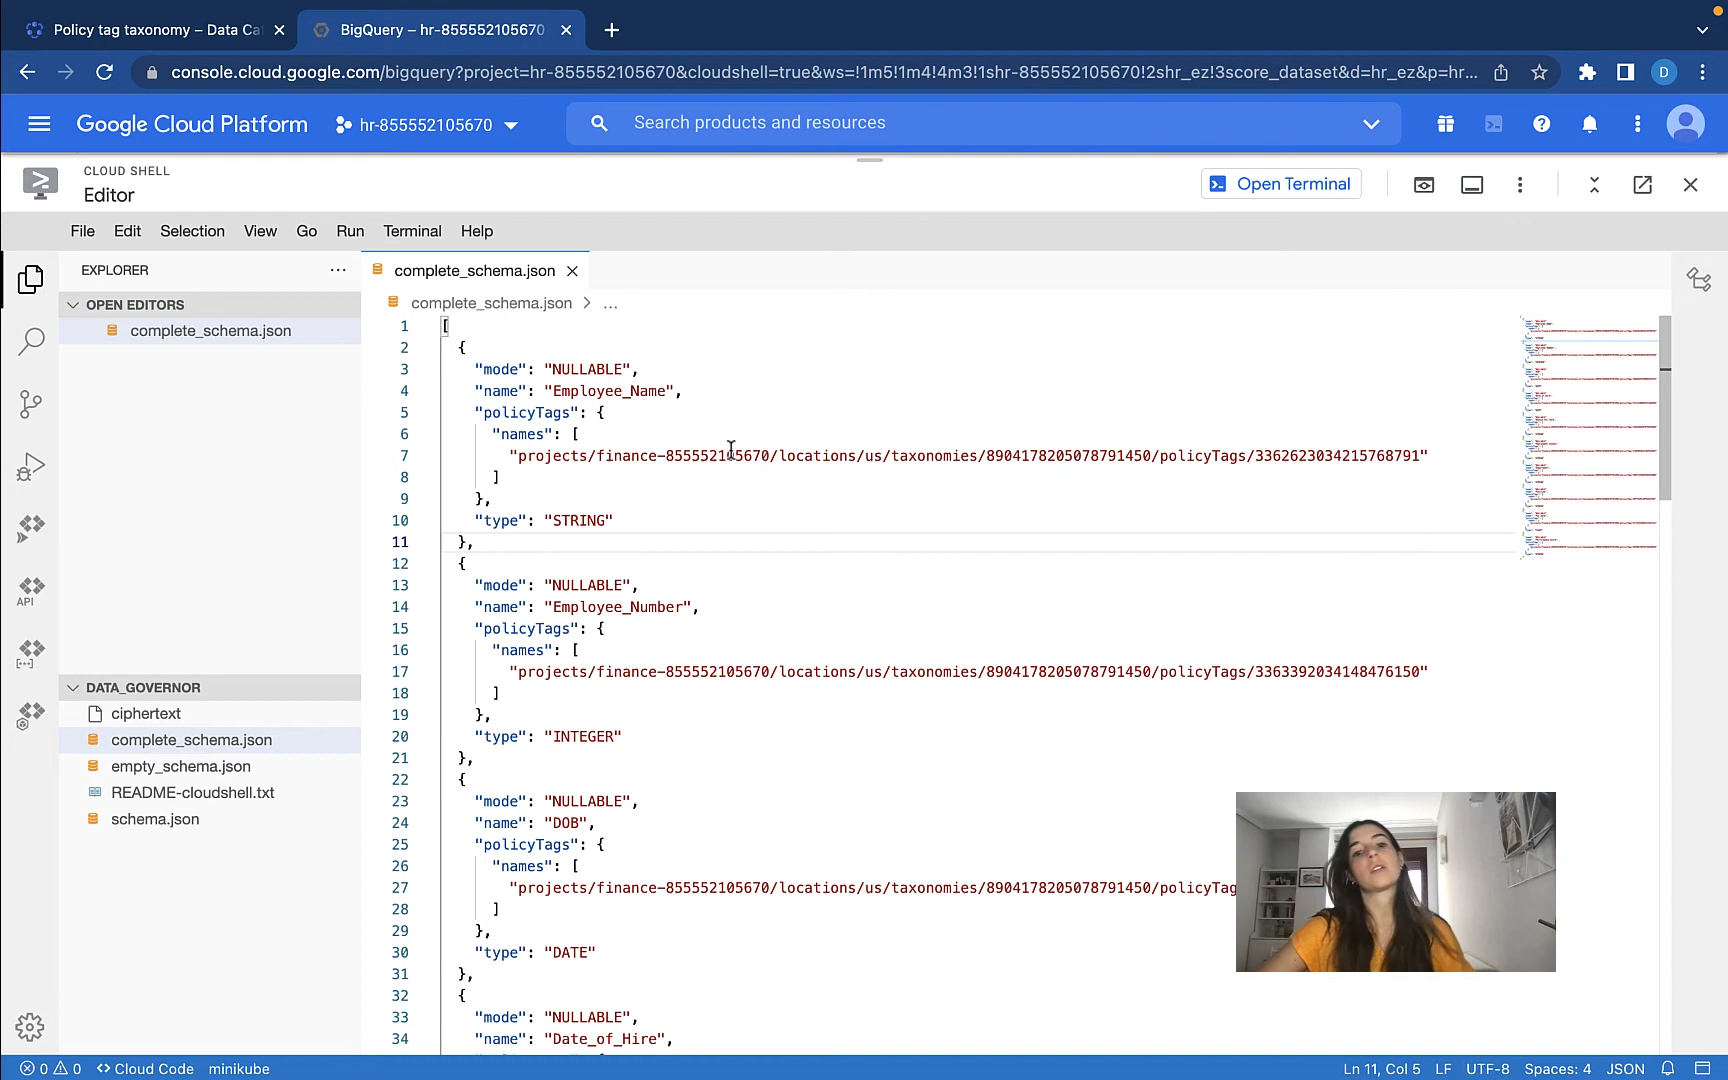 Policy tag taxonomy – Data Ca
BigQuery – hr-855552105670
console.cloud.google.com/bigquery?project=hr-855552105670&cloudshell=true&ws=!1m5!1m4!4m3!1shr-855552105670!2shr_ez!3score_dataset&d=hr_ez&p=hr...
D
Google Cloud Platform
hr-855552105670
Search products and resources
CLOUD SHELL
Editor
Open Terminal
File Edit Selection View Go Run Terminal Help
EXPLORER
OPEN EDITORS
complete_schema.json
DATA_GOVERNOR
ciphertext
complete_schema.json
empty_schema.json
README-cloudshell.txt
schema.json
API
complete_schema.json
complete_schema.json > ...
1 [
2 {
3 "mode": "NULLABLE",
4 "name": "Employee_Name",
5 "policyTags": {
6 "names": [
7 "projects/finance-855552105670/locations/us/taxonomies/8904178205078791450/policyTags/3362623034215768791"
8 ]
9 },
10 "type": "STRING"
11 },
12 {
13 "mode": "NULLABLE",
14 "name": "Employee_Number",
15 "policyTags": {
16 "names": [
17 "projects/finance-855552105670/locations/us/taxonomies/8904178205078791450/policyTags/3363392034148476150"
18 ]
19 },
20 "type": "INTEGER"
21 },
22 {
23 "mode": "NULLABLE",
24 "name": "DOB",
25 "policyTags": {
26 "names": [
27 "projects/finance-855552105670/locations/us/taxonomies/8904178205078791450/policyTag
28 ]
29 },
30 "type": "DATE"
31 },
32 {
33 "mode": "NULLABLE",
34 "name": "Date_of_Hire",
0 0 Cloud Code minikube
Ln 11, Col 5 LF UTF-8 Spaces: 4 JSON